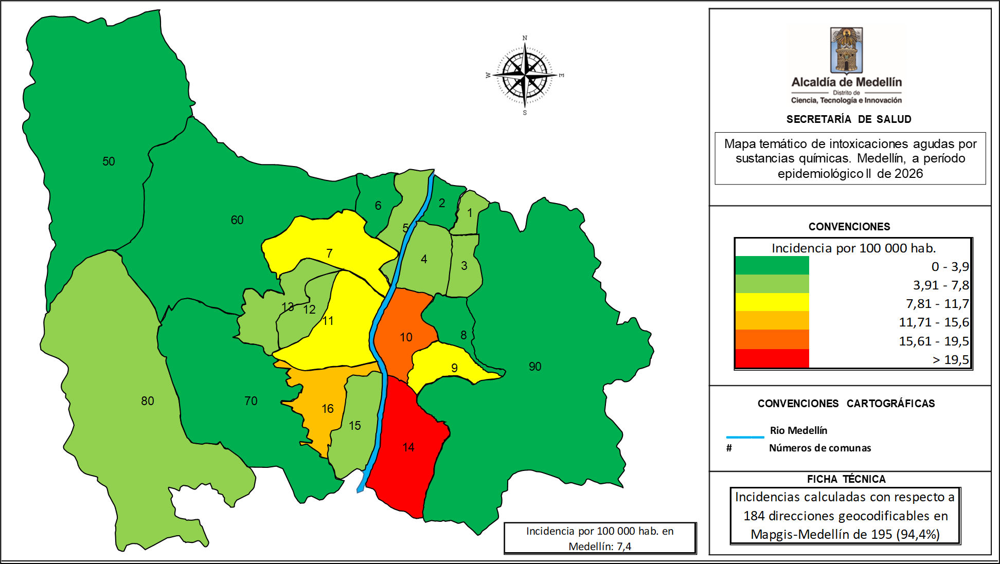 N
W
E
S
50
60
6
5
2
1
7
4
3
13
12
11
10
8
9
90
80
70
16
15
14
Incidencia por 100 000 hab. en
Medellín: 7,4
Alcaldía de Medellín
Distrito de
Ciencia, Tecnología e Innovación
SECRETARÍA DE SALUD
Mapa temático de intoxicaciones agudas por
sustancias químicas. Medellín, a período
epidemiológico II de 2026
CONVENCIONES
Incidencia por 100 000 hab.
0 - 3,9
3,91 - 7,8
7,81 - 11,7
11,71 - 15,6
15,61 - 19,5
> 19,5
CONVENCIONES CARTOGRÁFICAS
Rio Medellín
# Números de comunas
FICHA TÉCNICA
Incidencias calculadas con respecto a
184 direcciones geocodificables en
Mapgis-Medellín de 195 (94,4%)